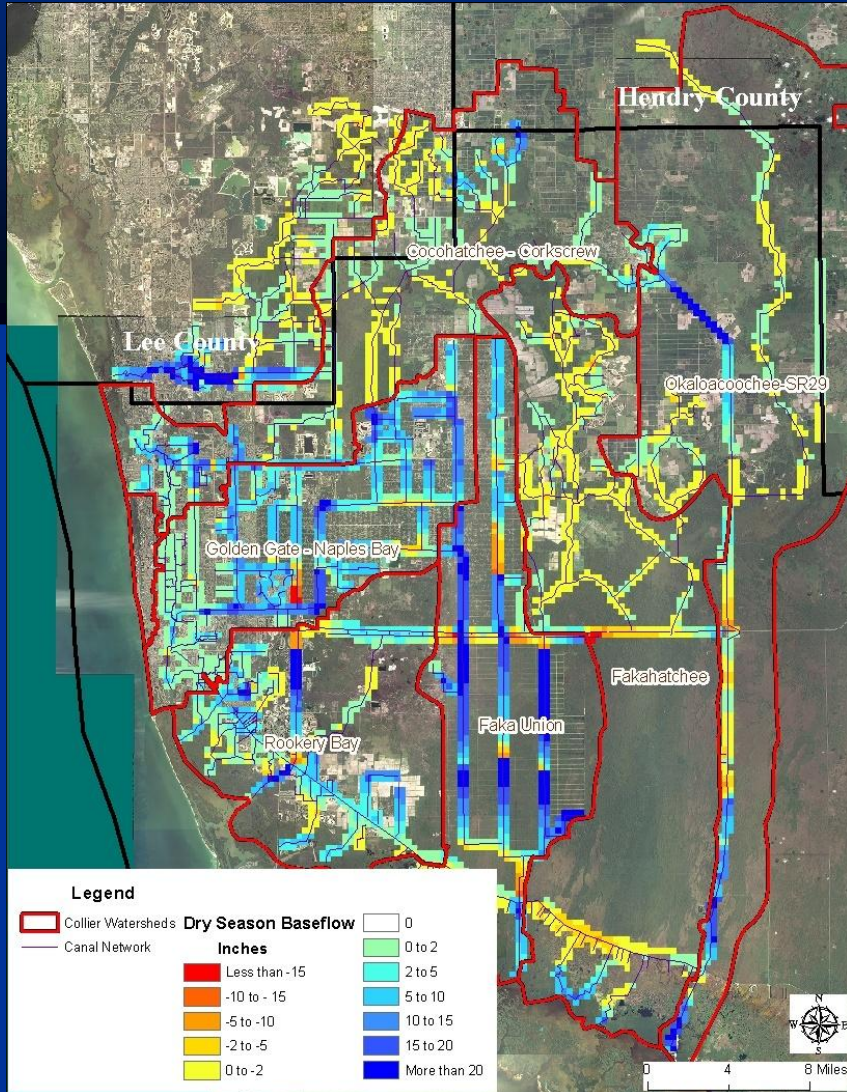 Hendry County
Cocohatchee - Corkscrew
Lee County
Okaloacoochee-SR29
Golden Gate - Naples Bay
Fakahatchee
Faka Union
Rookery Bay
Legend
Collier Watersheds
Canal Network
Dry Season Baseflow
Inches
Less than -15
-10 to - 15
-5 to -10
-2 to -5
0 to -2
0
0 to 2
2 to 5
5 to 10
10 to 15
15 to 20
More than 20
N
W E
S
0 4 8 Miles